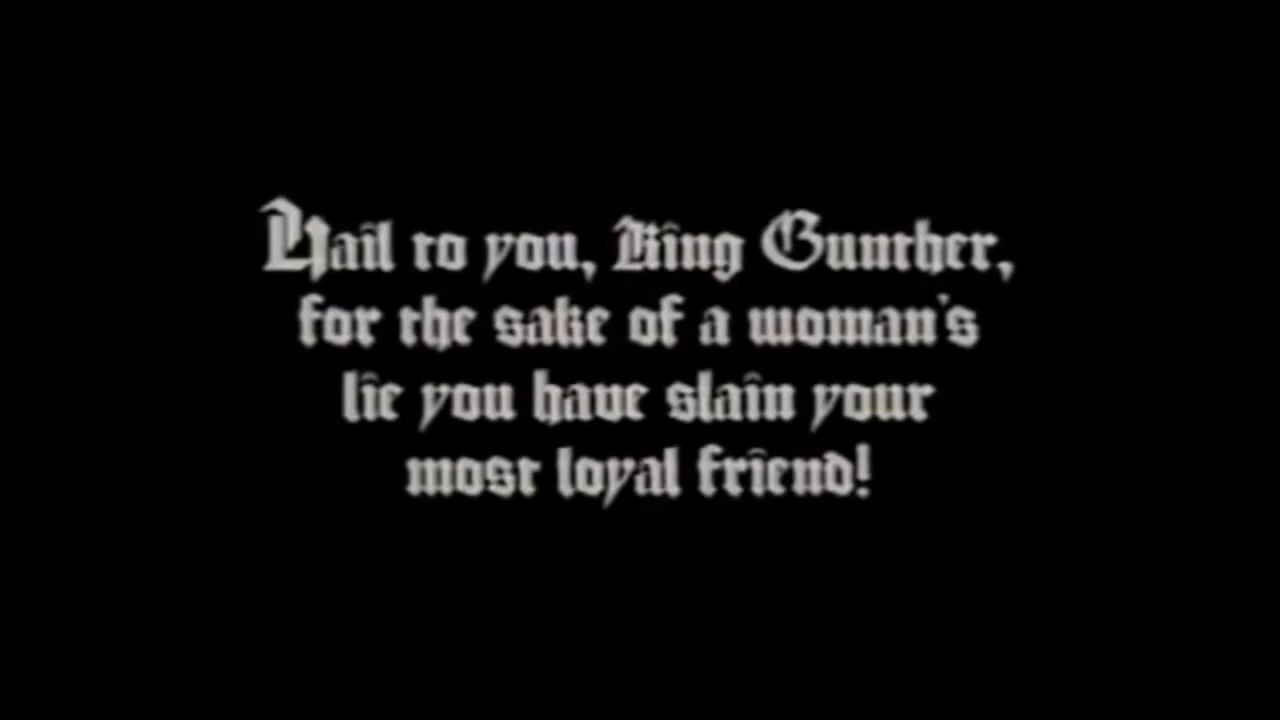 Hail to you, King Gunther,
for the sake of a woman's
lie you have slain your
most loyal friend!